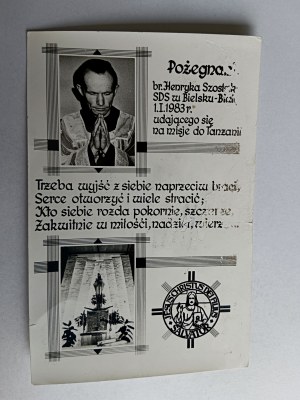 Pożegna
br. Henryka Szost
SDS w Bielsku-Bia
1.I.1983 r.
udającego się
na misje do Tanzanii
Trzeba wyjść z siebie naprzeciw braci,
Serce otworzyć i wiele stracić;
Kto siebie rozda pokornie, szczerze,
Zakwitnie w miłości, nadziei, wierze
SALVATOR